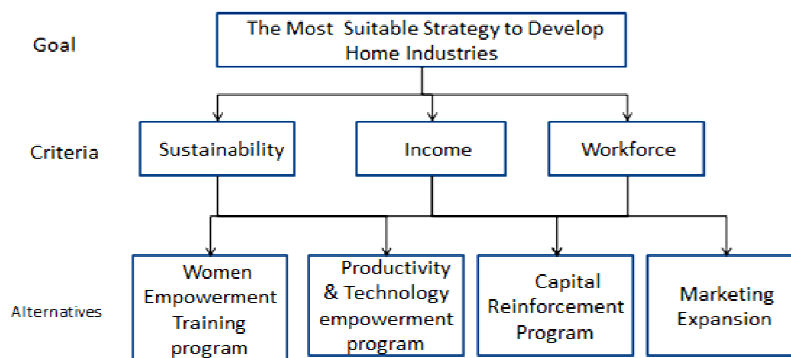 Goal
The Most Suitable Strategy to Develop
Home Industries
Criteria
Sustainability
Income
Workforce
Alternatives
Women
Empowerment
Training
program
Productivity
& Technology
empowerment
program
Capital
Reinforcement
Program
Marketing
Expansion